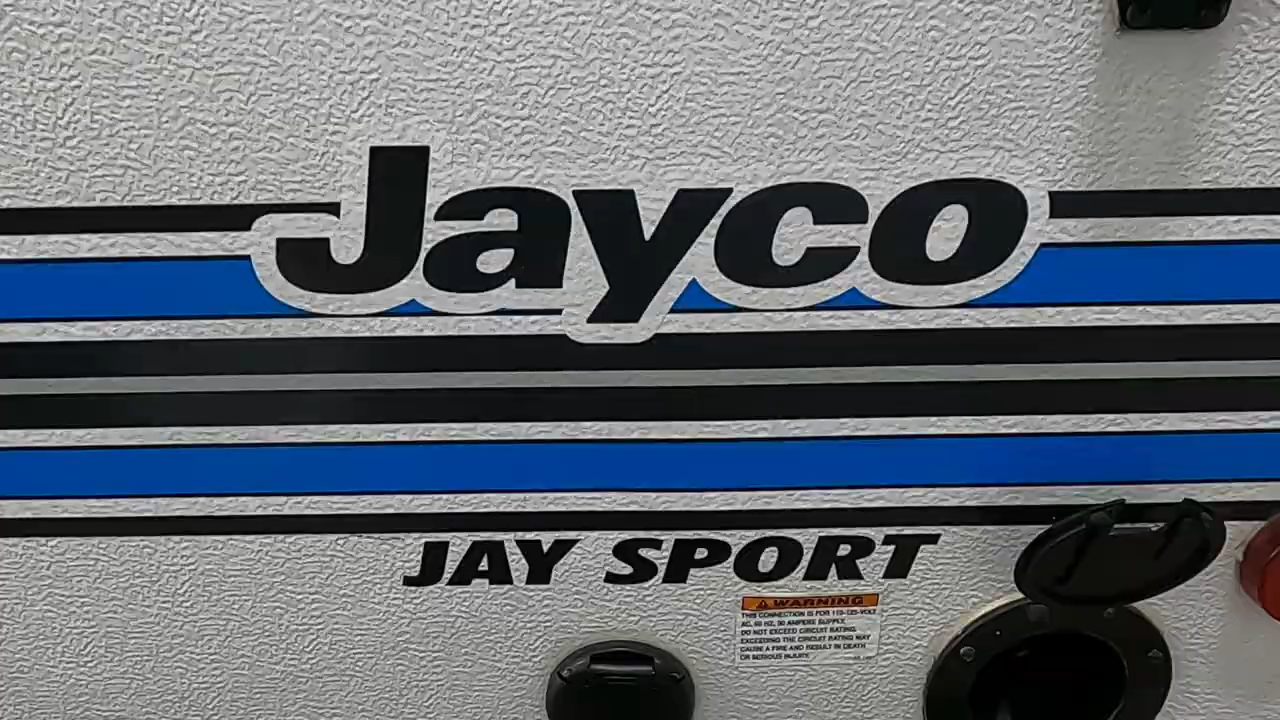 Jayco
JAY SPORT
WARNING
THIS CONNECTION IS FOR 110-125-VOLT
AC, 60 HZ, 30 AMPERE SUPPLY.
DO NOT EXCEED CIRCUIT RATING.
EXCEEDING THE CIRCUIT RATING MAY
CAUSE A FIRE AND RESULT IN DEATH
OR SERIOUS INJURY.